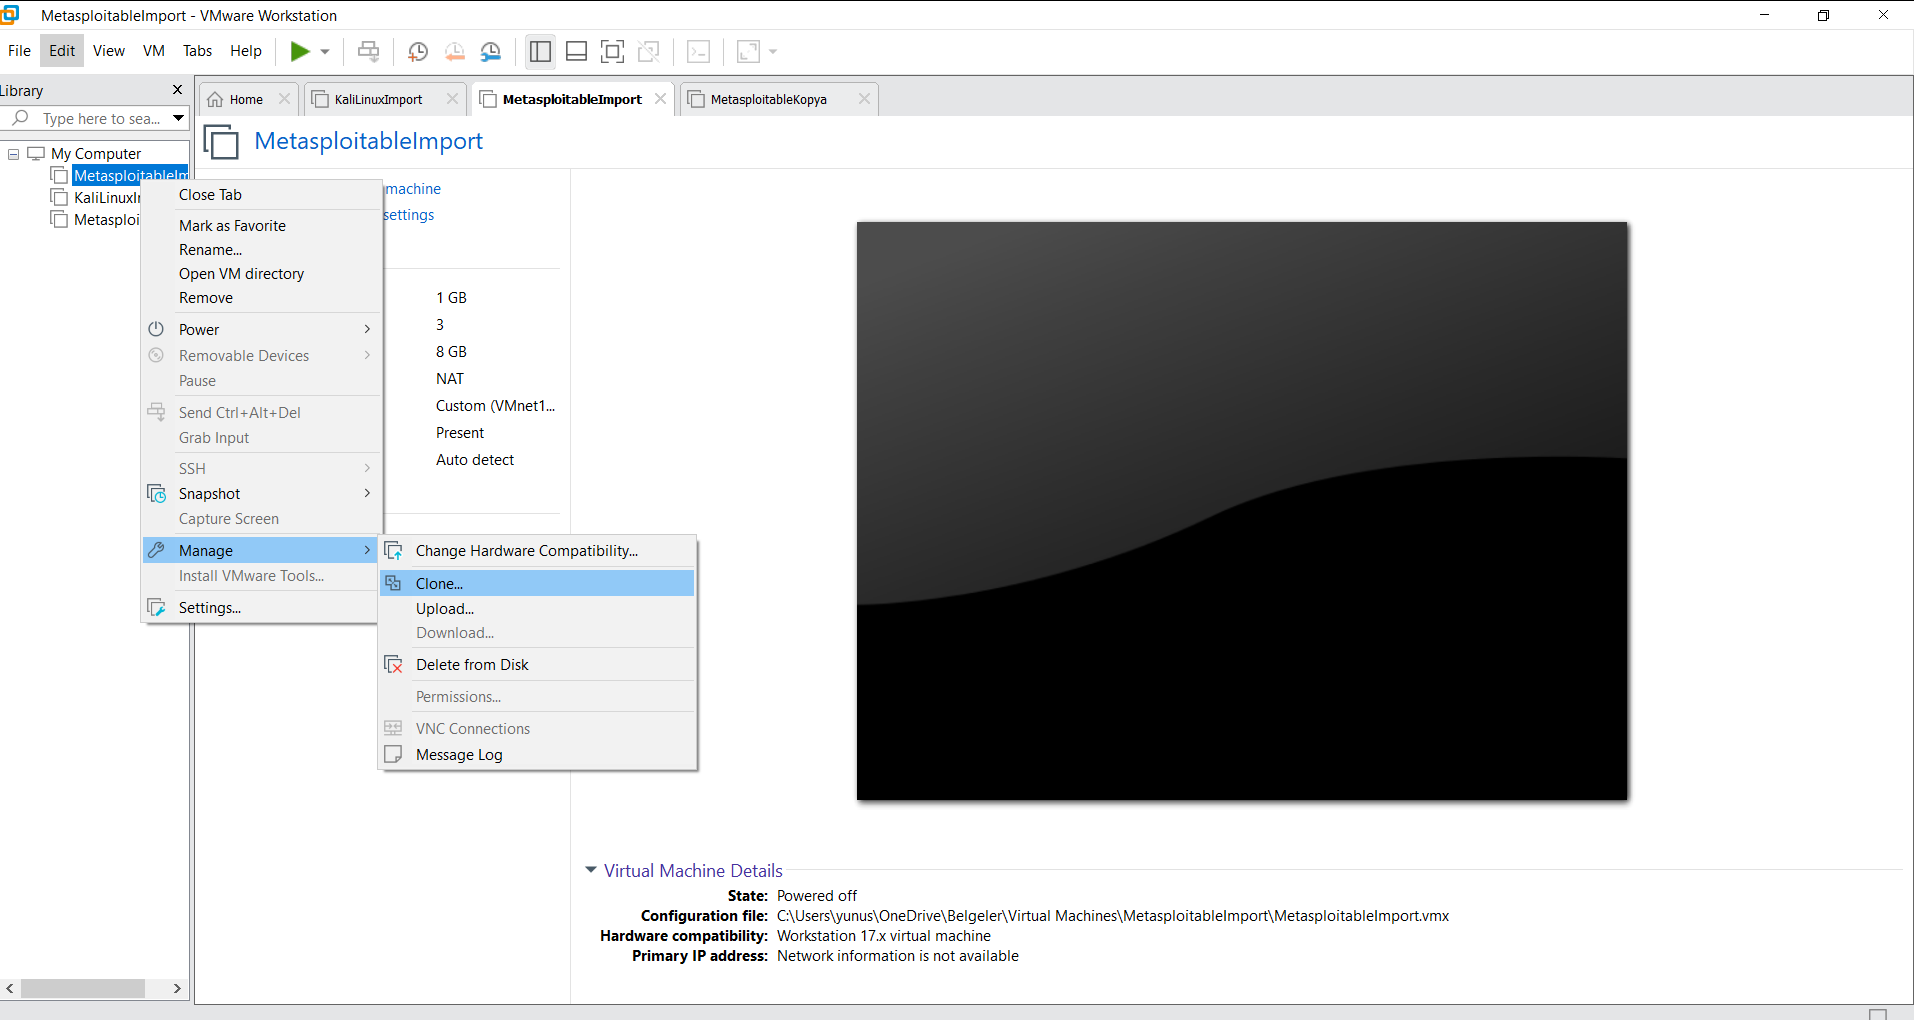 MetasploitableImport - VMware Workstation
File Edit View VM Tabs Help
Library
Type here to sea...
Home
KaliLinuxImport
MetasploitableImport
MetasploitableKopya
MetasploitableImport
My Computer
MetasploitableIm
KaliLinuxI
Metasploi
machine
settings
Close Tab
Mark as Favorite
Rename...
Open VM directory
Remove
Power
Removable Devices
Pause
Send Ctrl+Alt+Del
Grab Input
SSH
Snapshot
Capture Screen
Manage
Install VMware Tools...
Settings...
1 GB
3
8 GB
NAT
Custom (VMnet1...
Present
Auto detect
Change Hardware Compatibility...
Clone...
Upload...
Download...
Delete from Disk
Permissions...
VNC Connections
Message Log
Virtual Machine Details
State: Powered off
Configuration file: C:\Users\yunus\OneDrive\Belgeler\Virtual Machines\MetasploitableImport\MetasploitableImport.vmx
Hardware compatibility: Workstation 17.x virtual machine
Primary IP address: Network information is not available